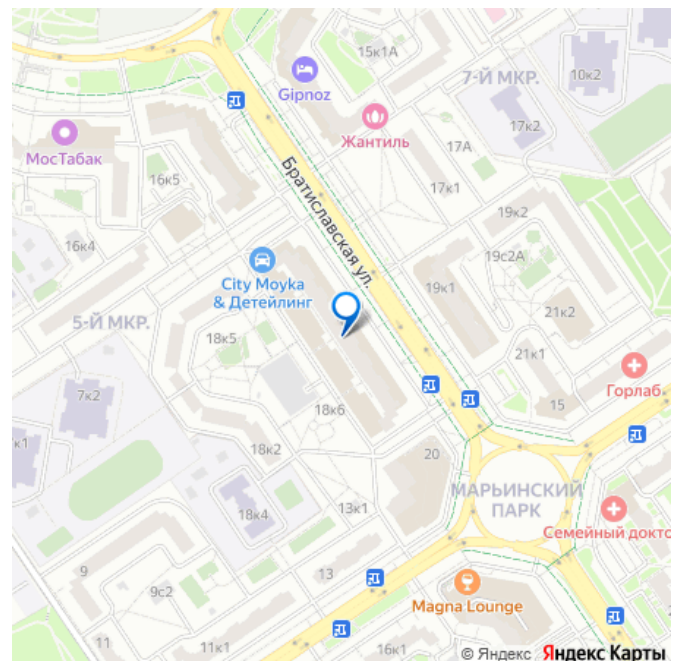 15к1А
7-Й МКР.
10к2
Gipnoz
Жантиль
17к2
17А
МосТабак
16к5
17к1
Братиславская ул.
19к2
16к4
19с2А
City Moyka
& Детейлинг
19к1
21к2
5-Й МКР.
18к5
21к1
Горлаб
7к2
15
18к6
к1
18к2
20
МАРЬИНСКИЙ
ПАРК
18к4
13к1
Семейный докто
9
13
9с2
Magna Lounge
11
11к1
16к1
© Яндекс Яндекс Карты